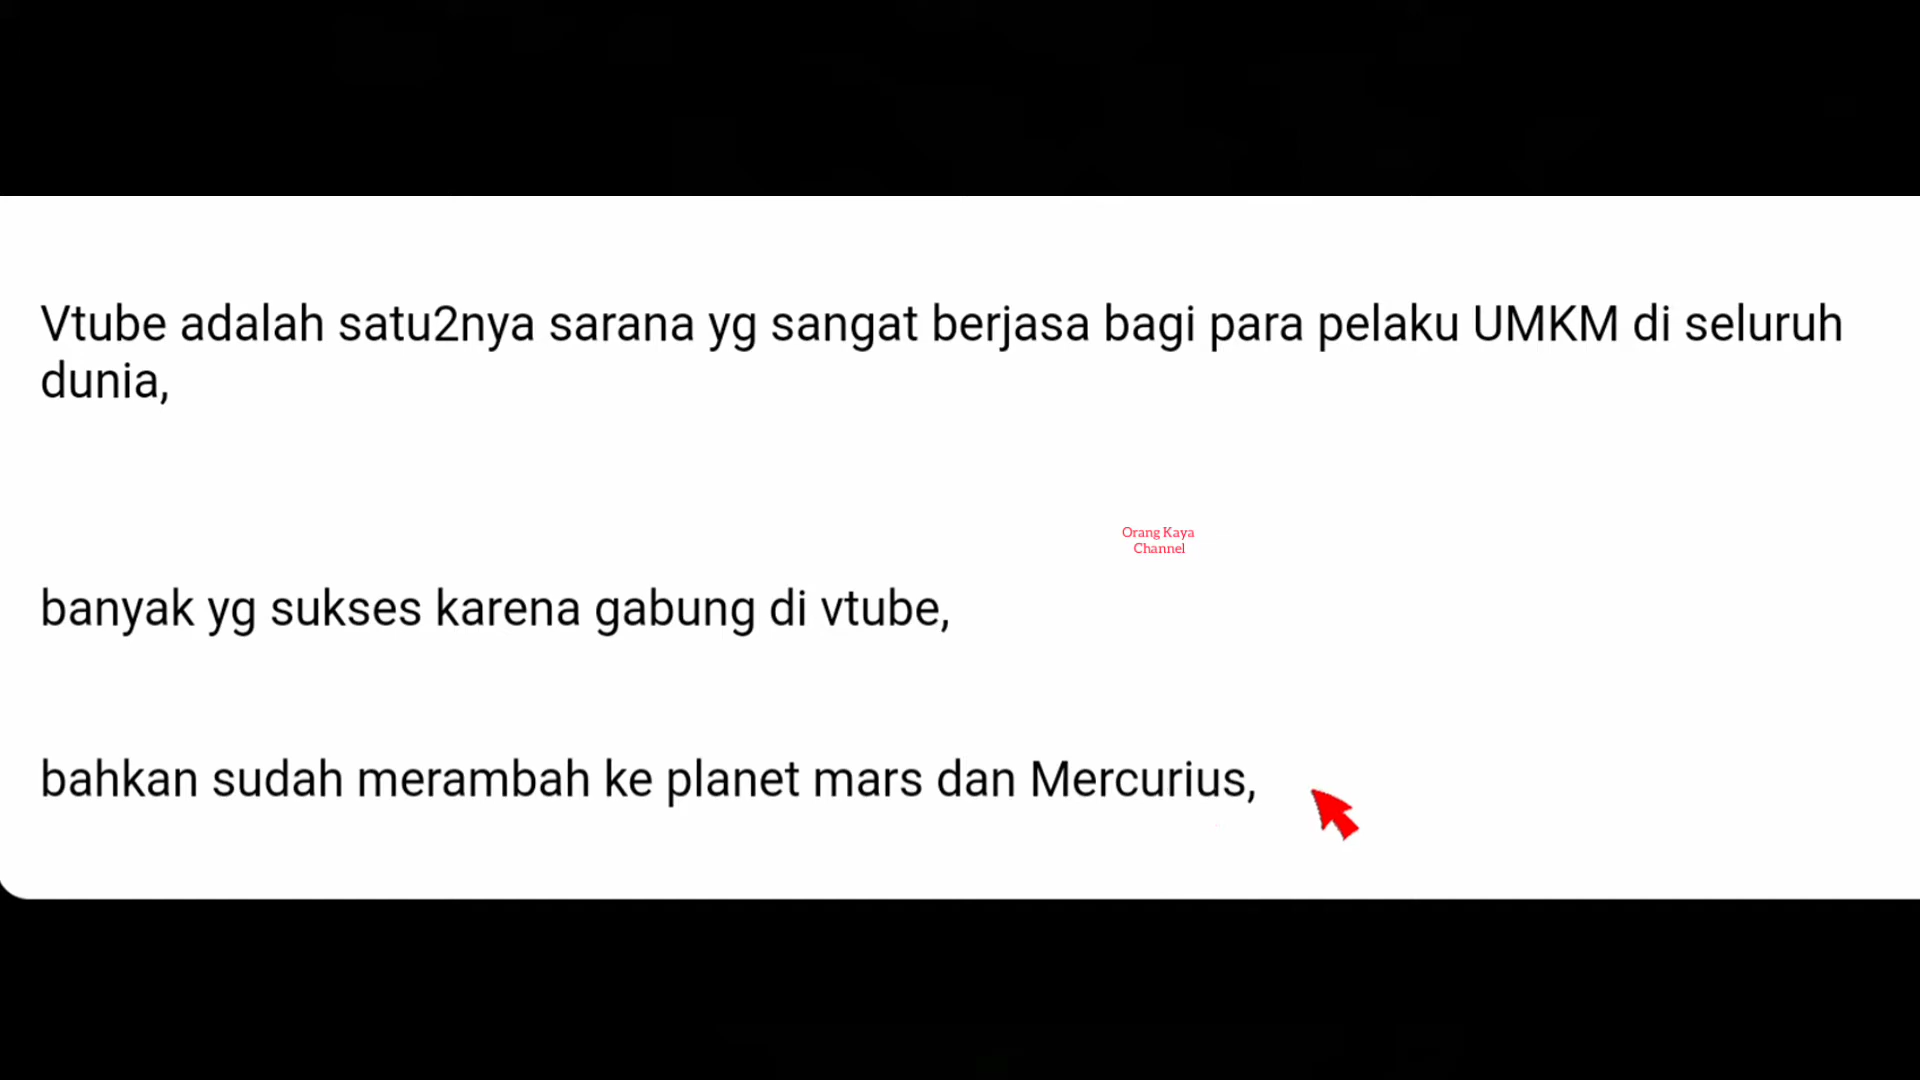 Vtube adalah satu2nya sarana yg sangat berjasa bagi para pelaku UMKM di seluruh
dunia,
Orang Kaya
Channel
banyak yg sukses karena gabung di vtube,
bahkan sudah merambah ke planet mars dan Mercurius,